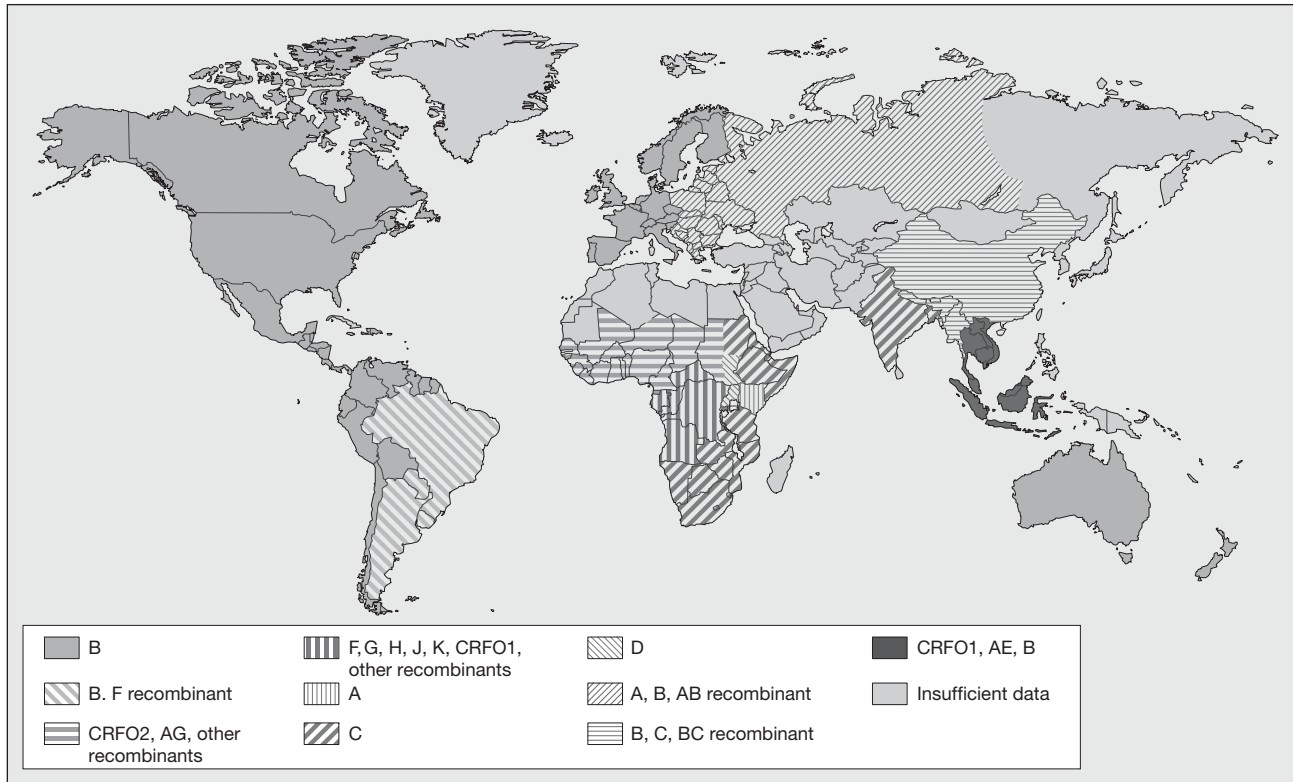 B
B. F recombinant
CRFO2, AG, other
recombinants
F, G, H, J, K, CRFO1,
other recombinants
A
C
D
A, B, AB recombinant
B, C, BC recombinant
CRFO1, AE, B
Insufficient data